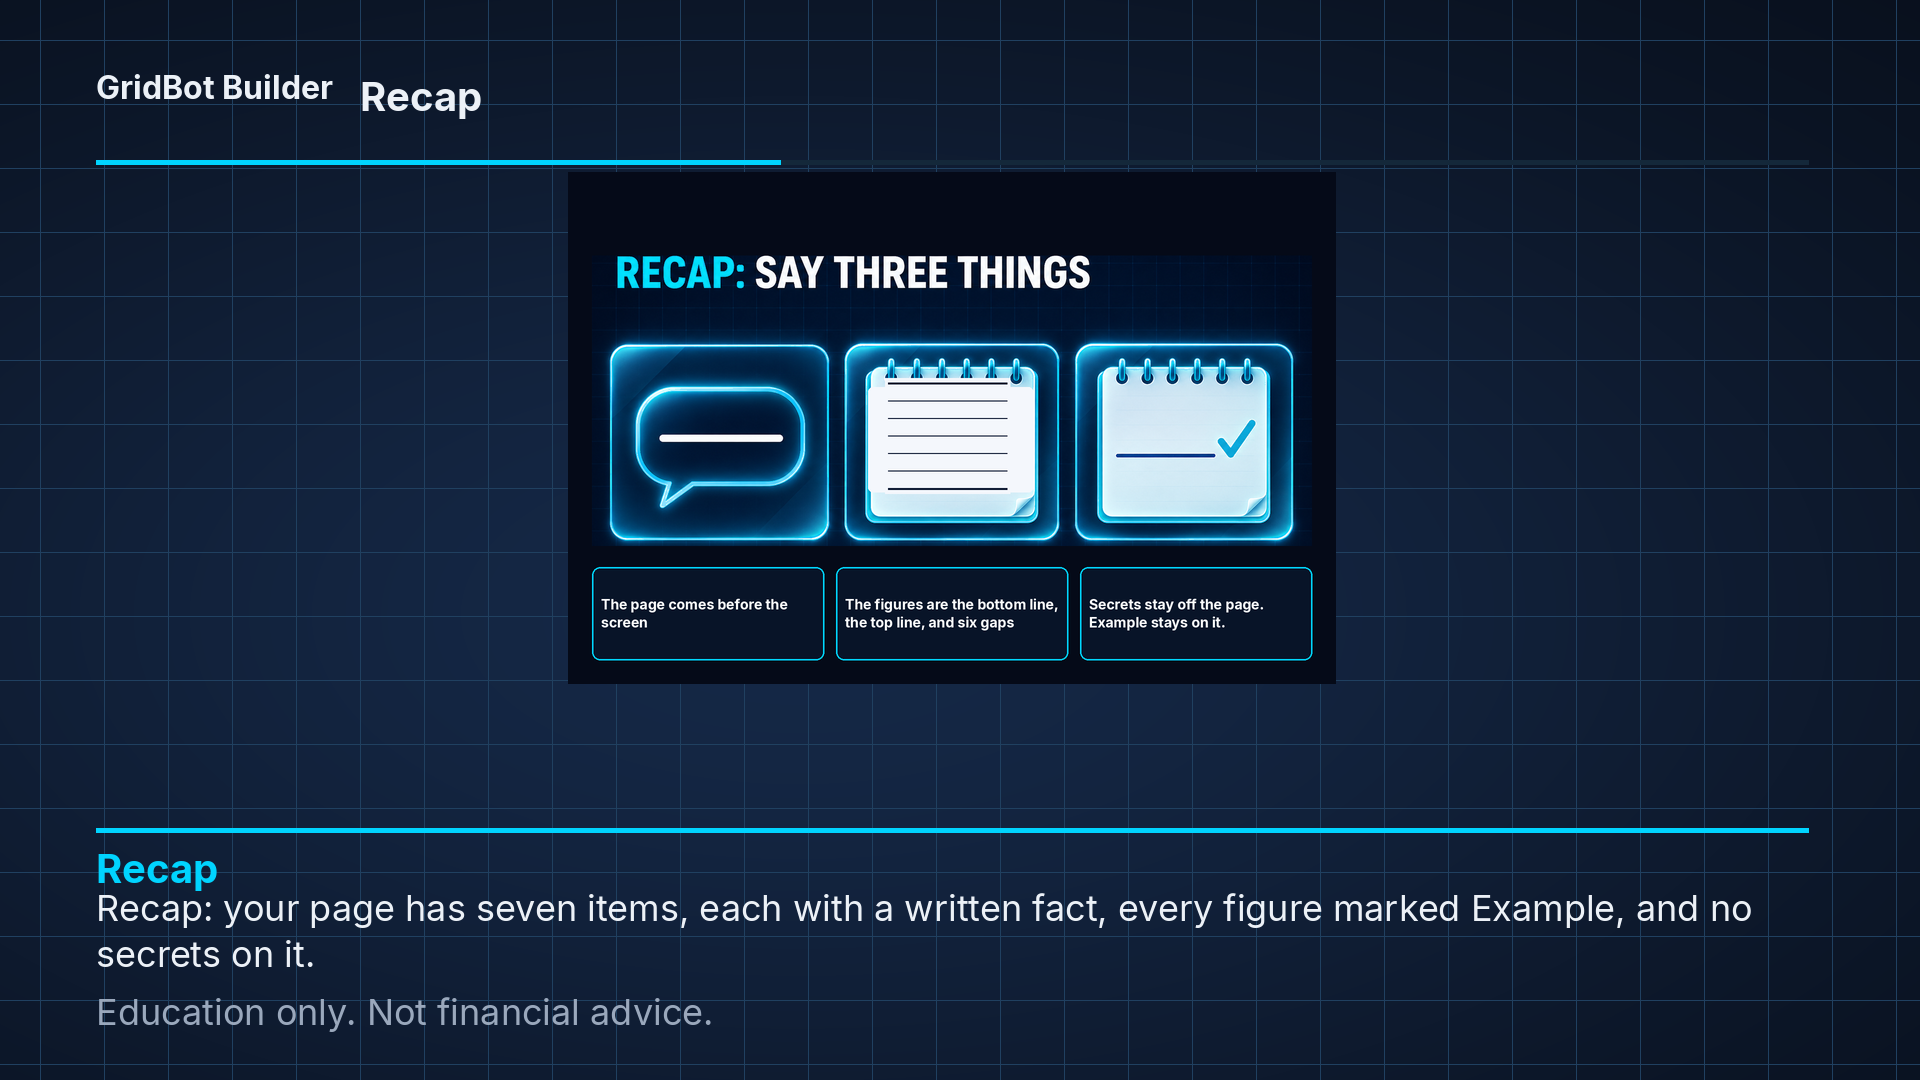 GridBot Builder
Recap
RECAP: SAY THREE THINGS
The page comes before the
screen
The figures are the bottom line,
the top line, and six gaps
Secrets stay off the page.
Example stays on it.
Recap
Recap: your page has seven items, each with a written fact, every figure marked Example, and no
secrets on it.
Education only. Not financial advice.